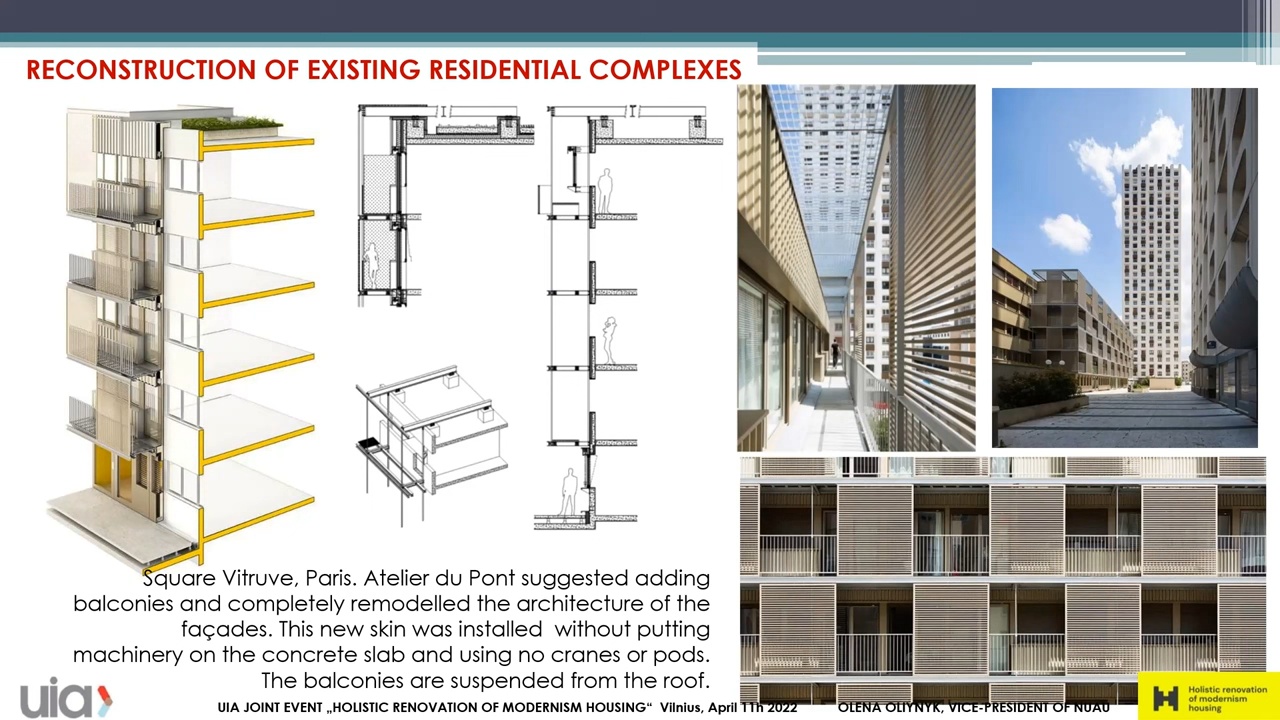 RECONSTRUCTION OF EXISTING RESIDENTIAL COMPLEXES
Square Vitruve, Paris. Atelier du Pont suggested adding
balconies and completely remodelled the architecture of the
façades. This new skin was installed without putting
machinery on the concrete slab and using no cranes or pods.
The balconies are suspended from the roof.
uia
UIA JOINT EVENT „HOLISTIC RENOVATION OF MODERNISM HOUSING“ Vilnius, April 11h 2022 OLENA OLIYNYK, VICE-PRESIDENT OF NUAU
H
Holistic renovation
of modernism
housing